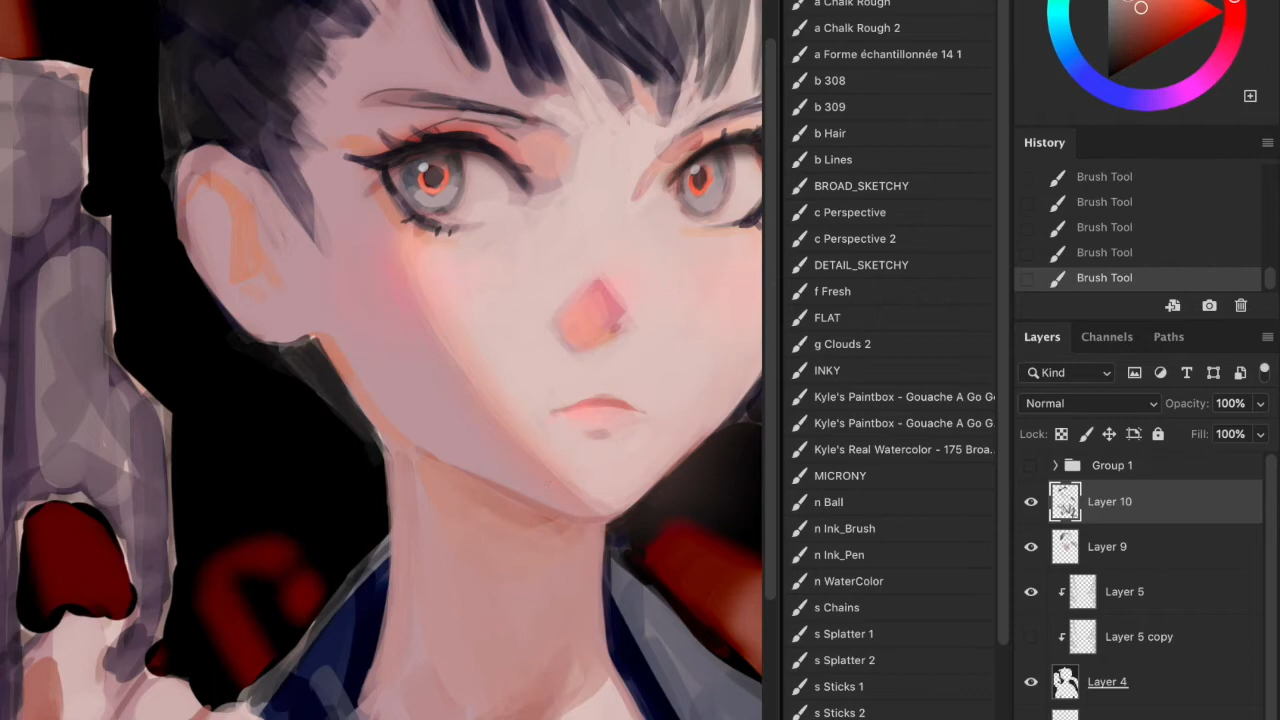 a Chalk Rough
a Chalk Rough 2
a Forme échantillonnée 14 1
b 308
b 309
b Hair
b Lines
BROAD_SKETCHY
c Perspective
c Perspective 2
DETAIL_SKETCHY
f Fresh
FLAT
g Clouds 2
INKY
Kyle's Paintbox - Gouache A Go Go
Kyle's Paintbox - Gouache A Go G
Kyle's Real Watercolor - 175 Broa...
MICRONY
n Ball
n Ink_Brush
n Ink_Pen
n WaterColor
s Chains
s Splatter 1
s Splatter 2
s Sticks 1
s Sticks 2
History
Brush Tool
Brush Tool
Brush Tool
Brush Tool
Brush Tool
Layers Channels Paths
Kind
Normal Opacity: 100%
Lock: Fill: 100%
Group 1
Layer 10
Layer 9
Layer 5
Layer 5 copy
Layer 4